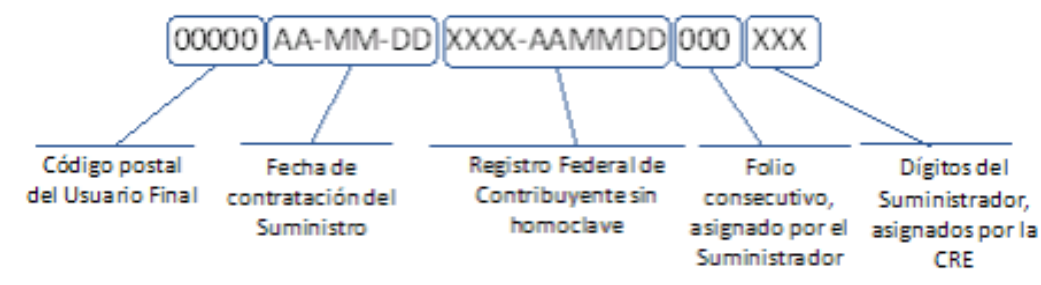 00000 AA-MM-DD XXXX-AAMMDD 000 XXX
Código postal
del Usuario Final
Fecha de
contratación del
Suministro
Registro Federal de
Contribuyente sin
homoclave
Folio
consecutivo,
asignado por el
Suministrador
Dígitos del
Suministrador,
asignados por la
CRE